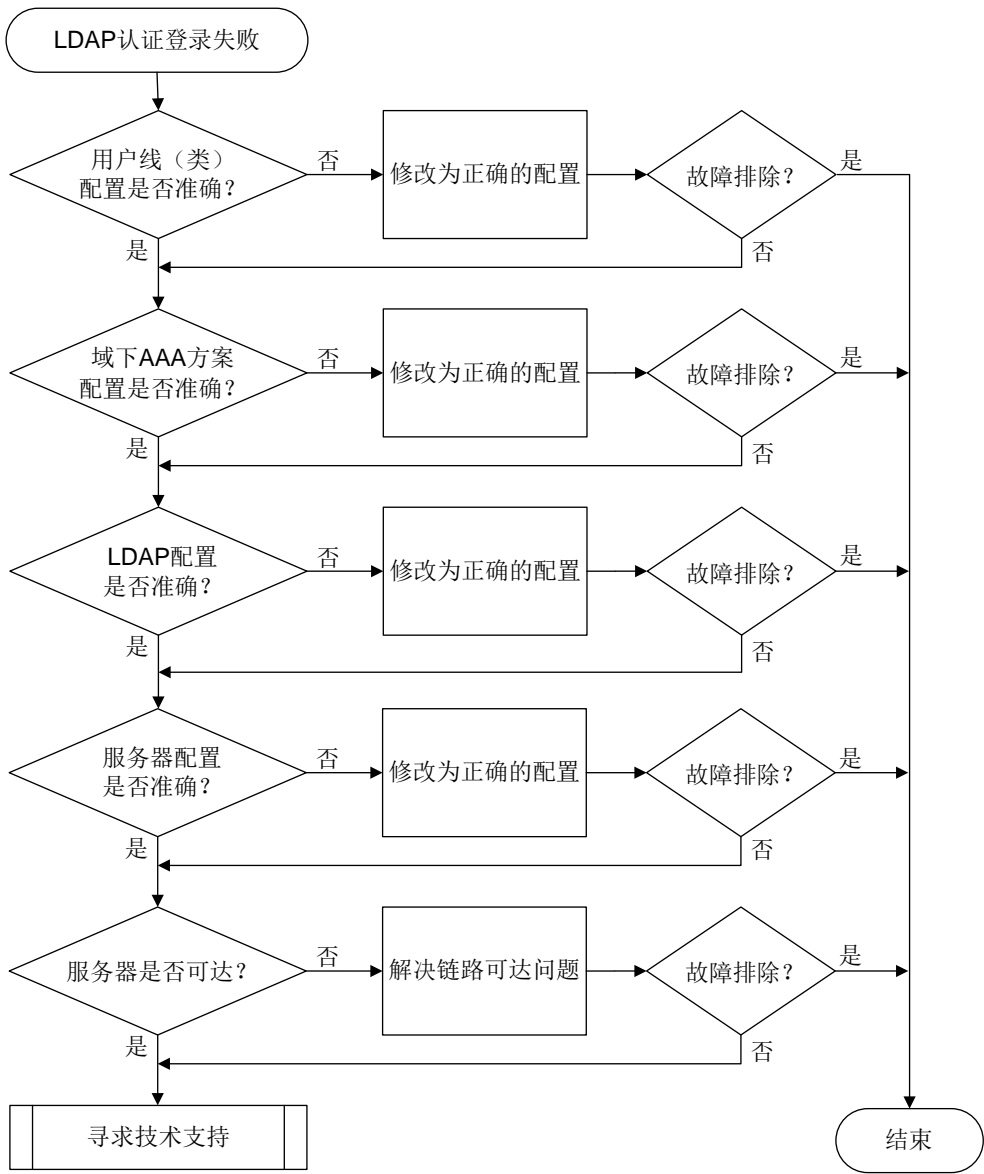 LDAP认证登录失败
用户线（类）
配置是否准确？
否
修改为正确的配置
故障排除？
是
是
否
域下AAA方案
配置是否准确？
否
修改为正确的配置
故障排除？
是
是
否
LDAP配置
是否准确？
否
修改为正确的配置
故障排除？
是
是
否
服务器配置
是否准确？
否
修改为正确的配置
故障排除？
是
是
否
服务器是否可达？
否
解决链路可达问题
故障排除？
是
是
否
寻求技术支持
结束